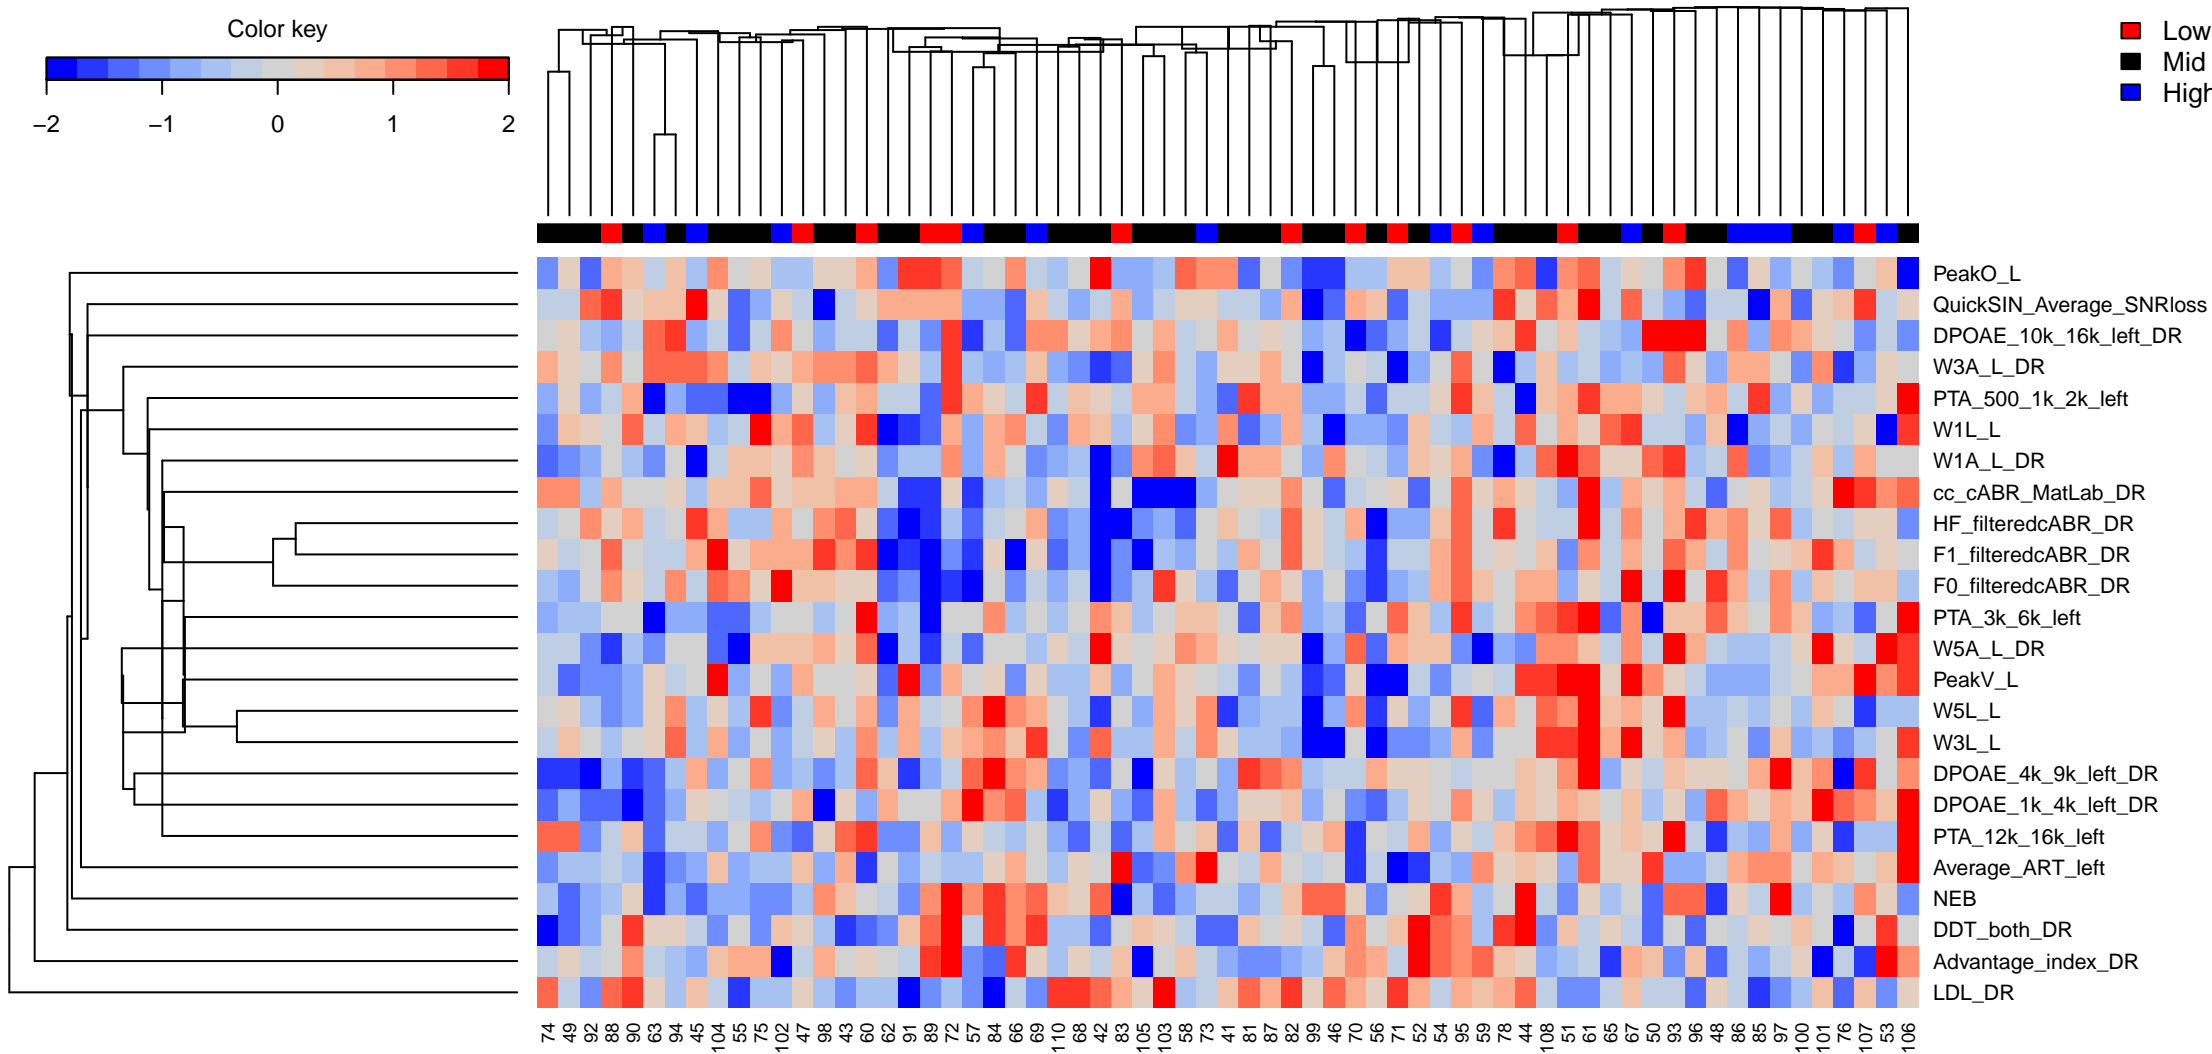 Color key
−2 −1 0 1 2
Low
Mid
High
PeakO_L
QuickSIN_Average_SNRloss
DPOAE_10k_16k_left_DR
W3A_L_DR
PTA_500_1k_2k_left
W1L_L
W1A_L_DR
cc_cABR_MatLab_DR
HF_filteredcABR_DR
F1_filteredcABR_DR
F0_filteredcABR_DR
PTA_3k_6k_left
W5A_L_DR
PeakV_L
W5L_L
W3L_L
DPOAE_4k_9k_left_DR
DPOAE_1k_4k_left_DR
PTA_12k_16k_left
Average_ART_left
NEB
DDT_both_DR
Advantage_index_DR
LDL_DR
74 49 92 88 90 63 94 45 104 55 75 102 47 98 43 60 62 91 89 72 57 84 66 69 110 68 42 83 105 103 58 73 41 81 87 82 99 46 70 56 71 52 54 95 59 78 44 108 51 61 65 67 50 93 96 48 86 85 97 100 101 76 107 53 106